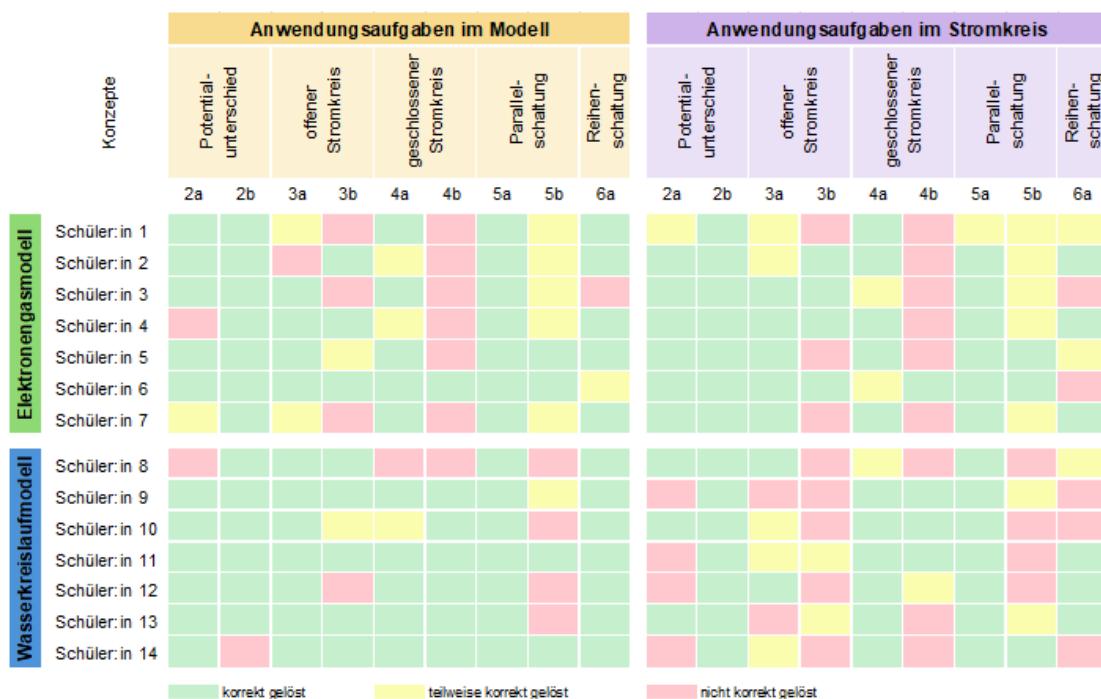 Anwendungsaufgaben im Modell
Anwendungsaufgaben im Stromkreis
Konzepte
Potential-
unterschied
offener
Stromkreis
geschlossener
Stromkreis
Parallel-
schaltung
Reihen-
schaltung
Potential-
unterschied
offener
Stromkreis
geschlossener
Stromkreis
Parallel-
schaltung
Reihen-
schaltung
2a 2b 3a 3b 4a 4b 5a 5b 6a
2a 2b 3a 3b 4a 4b 5a 5b 6a
Elektronengasmodell
Schüler:in 1
Schüler:in 2
Schüler:in 3
Schüler:in 4
Schüler:in 5
Schüler:in 6
Schüler:in 7
Wasserkreislaufmodell
Schüler:in 8
Schüler:in 9
Schüler:in 10
Schüler:in 11
Schüler:in 12
Schüler:in 13
Schüler:in 14
korrekt gelöst
teilweise korrekt gelöst
nicht korrekt gelöst